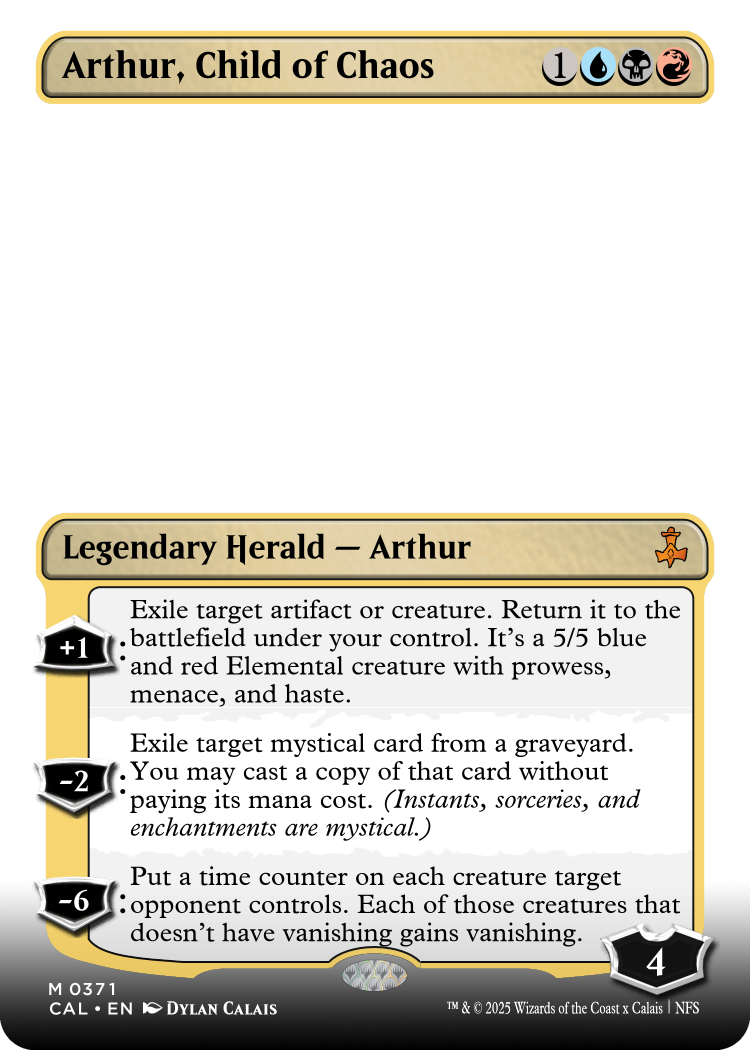 Arthur, Child of Chaos 1
Legendary Herald — Arthur
Exile target artifact or creature. Return it to the
+1: battlefield under your control. It's a 5/5 blue
and red Elemental creature with prowess,
menace, and haste.
Exile target mystical card from a graveyard.
−2: You may cast a copy of that card without
paying its mana cost. (Instants, sorceries, and
enchantments are mystical.)
Put a time counter on each creature target
−6: opponent controls. Each of those creatures that
doesn't have vanishing gains vanishing.
4
M 0371
CAL • EN DYLAN CALAIS
™ & © 2025 Wizards of the Coast x Calais | NFS